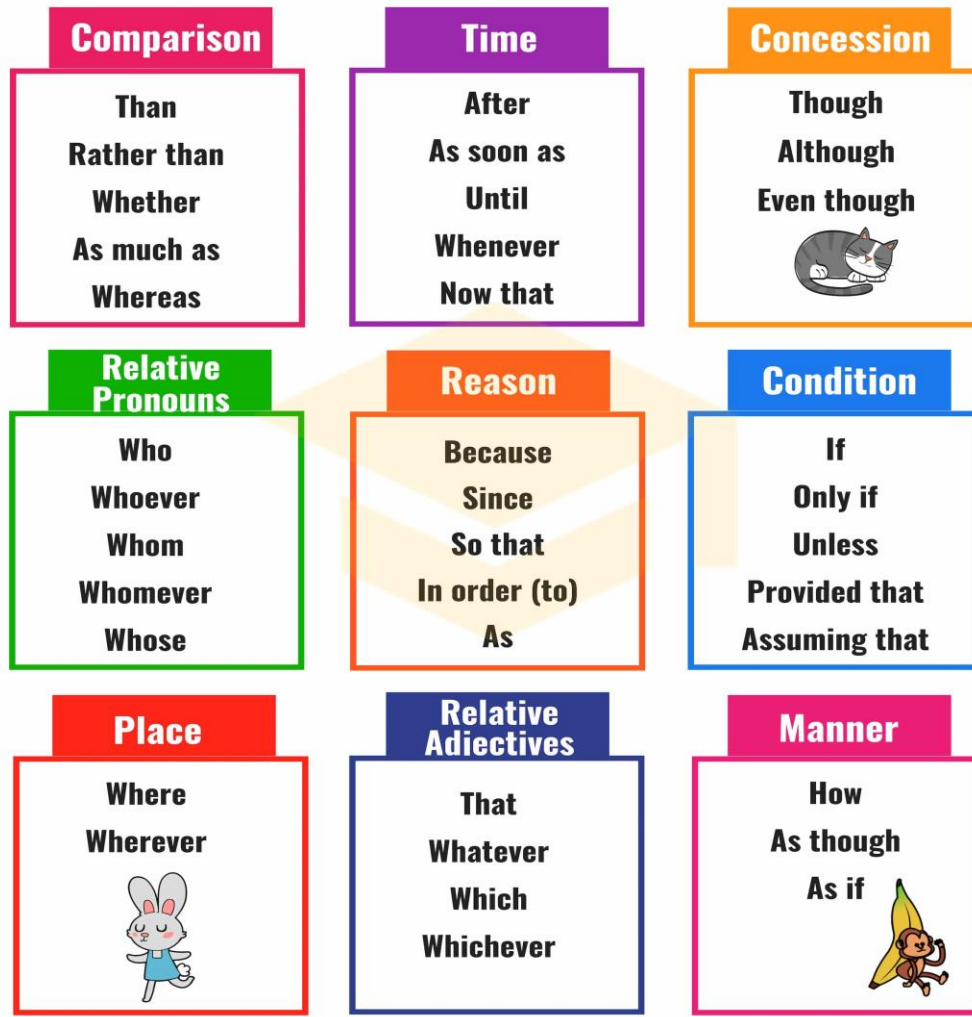 Comparison
Than
Rather than
Whether
As much as
Whereas
Time
After
As soon as
Until
Whenever
Now that
Concession
Though
Although
Even though
Relative
Pronouns
Who
Whoever
Whom
Whomever
Whose
Reason
Because
Since
So that
In order (to)
As
Condition
If
Only if
Unless
Provided that
Assuming that
Place
Where
Wherever
Relative
Adiectives
That
Whatever
Which
Whichever
Manner
How
As though
As if